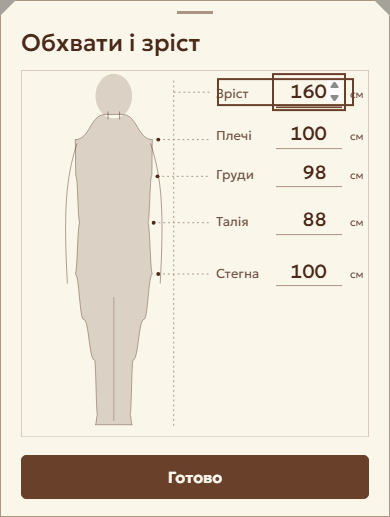 Обхвати і зріст
Зріст 160 см
Плечі 100 см
Груди 98 см
Талія 88 см
Стегна 100 см
Готово